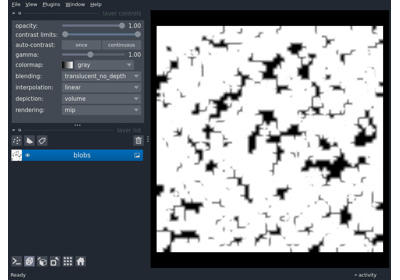 File View Plugins Window Help
layer controls
opacity: 1.00
contrast limits:
auto-contrast: once continuous
gamma: 1.00
colormap: gray
blending: translucent_no_depth
interpolation: linear
depiction: volume
rendering: mip
layer list
blobs
Ready
activity